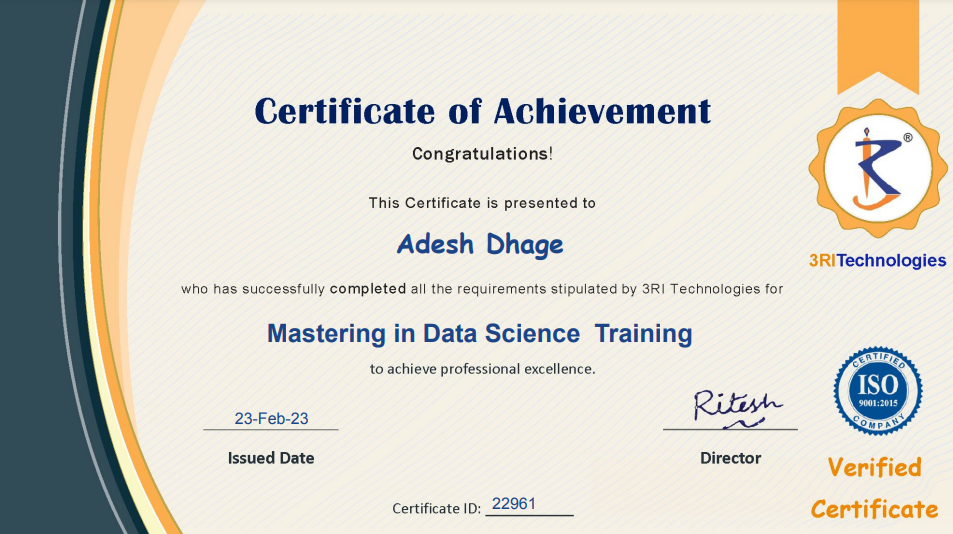 Certificate of Achievement
Congratulations!
This Certificate is presented to
Adesh Dhage
who has successfully completed all the requirements stipulated by 3RI Technologies for
Mastering in Data Science Training
to achieve professional excellence.
23-Feb-23
Issued Date
Ritesh
Director
Certificate ID: 22961
®
3RITechnologies
CERTIFIED
ISO
9001:2015
COMPANY
Verified
Certificate